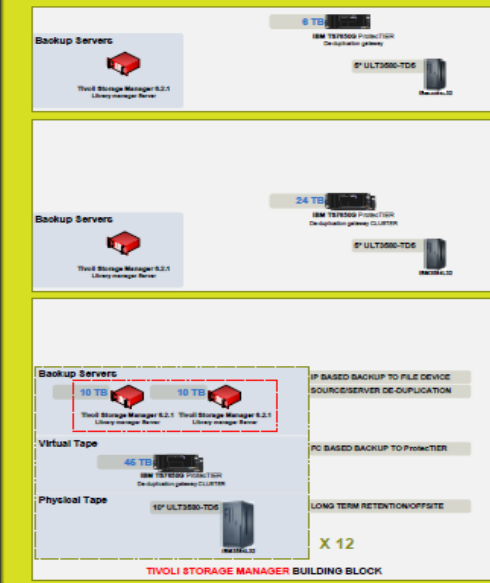 6 TB
IBM TS7650G ProtecTIER
De-duplication gateway
Backup Servers
5* ULT3580-TD5
Tivoli Storage Manager 6.2.1
Library manager Server
24 TB
IBM TS7650G ProtecTIER
De-duplication gateway CLUSTER
Backup Servers
5* ULT3580-TD5
Tivoli Storage Manager 6.2.1
Library manager Server
Backup Servers
IP BASED BACKUP TO FILE DEVICE
10 TB 10 TB
SOURCE/SERVER DE-DUPLICATION
Tivoli Storage Manager 6.2.1 Tivoli Storage Manager 6.2.1
Library manager Server Library manager Server
Virtual Tape
FC BASED BACKUP TO ProtecTIER
45 TB
IBM TS7650G ProtecTIER
De-duplication gateway CLUSTER
Physical Tape
10* ULT3580-TD5
LONG TERM RETENTION/OFFSITE
X 12
TIVOLI STORAGE MANAGER BUILDING BLOCK